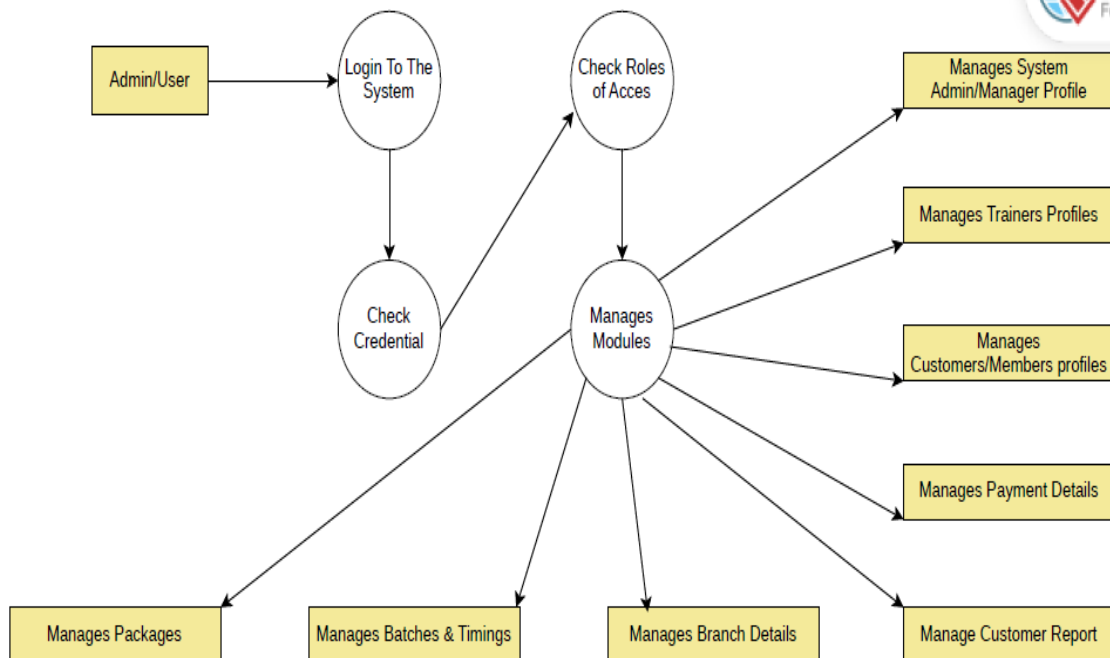 Admin/User
Login To The
System
Check Roles
of Acces
Manages System
Admin/Manager Profile
Manages Trainers Profiles
Check
Credential
Manages
Modules
Manages
Customers/Members profiles
Manages Payment Details
Manages Packages
Manages Batches & Timings
Manages Branch Details
Manage Customer Report